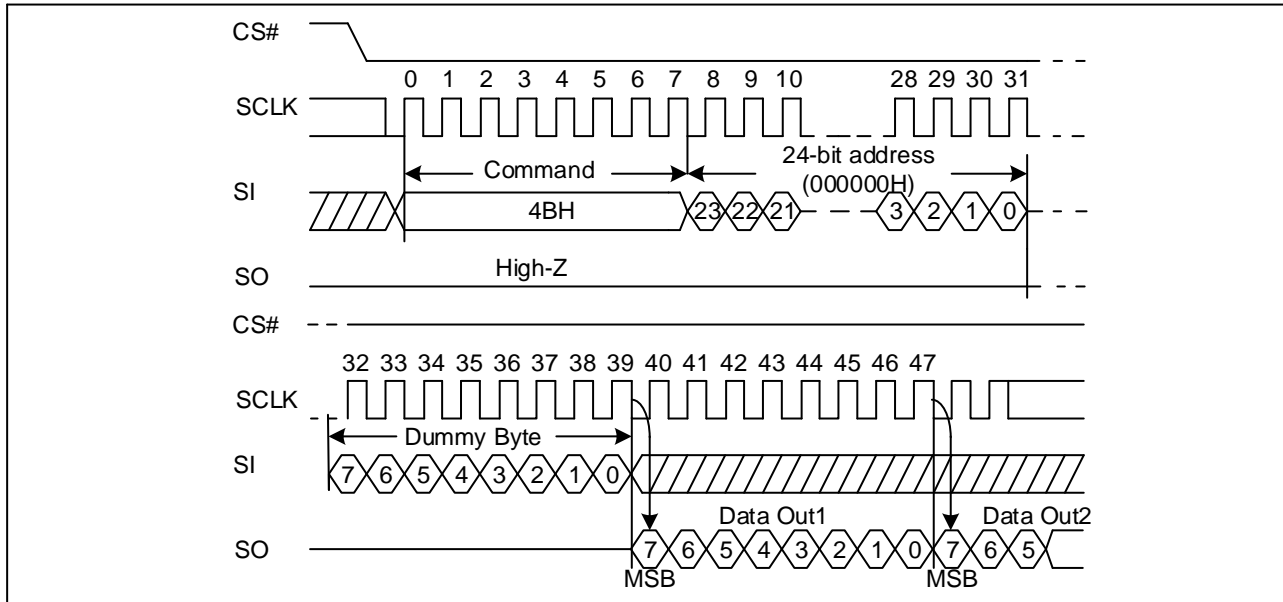 CS#
0 1 2 3 4 5 6 7 8 9 10 28 29 30 31
SCLK
Command
24-bit address
(000000H)
SI
4BH
23 22 21 3 2 1 0
High-Z
SO
CS#
32 33 34 35 36 37 38 39 40 41 42 43 44 45 46 47
SCLK
Dummy Byte
SI
7 6 5 4 3 2 1 0
Data Out1 Data Out2
SO
7 6 5 4 3 2 1 0 7 6 5
MSB MSB